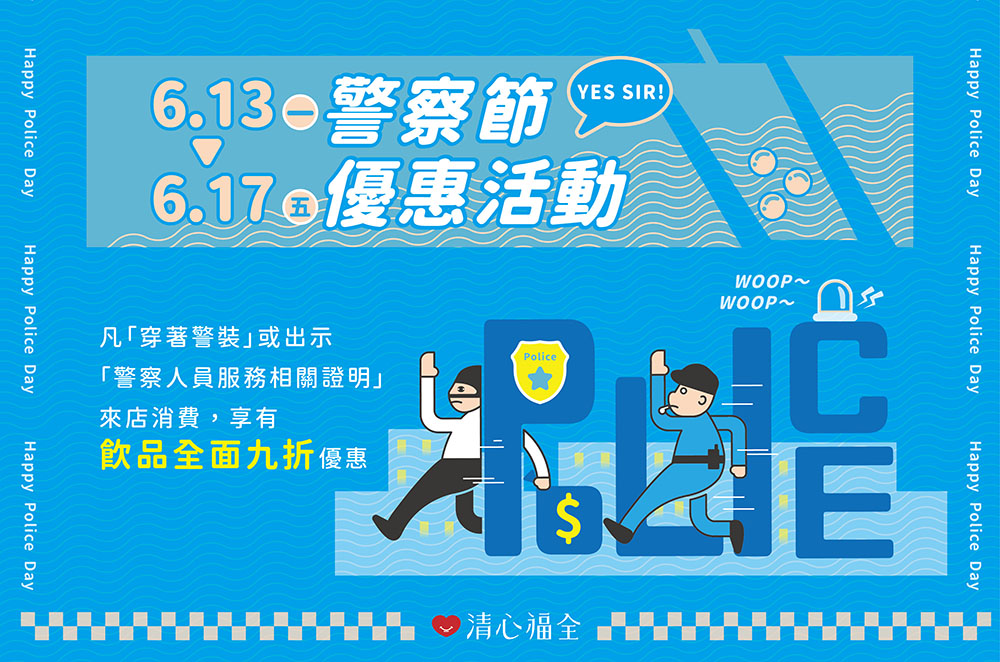 6.13 一 警察節
YES SIR!
6.17 五 優惠活動
WOOP～
WOOP～
凡「穿著警裝」或出示
「警察人員服務相關證明」
來店消費，享有
飲品全面九折優惠
Police
$
POLICE
清心福全
Happy Police Day
Happy Police Day
Happy Police Day
Happy Police Day
Happy Police Day
Happy Police Day